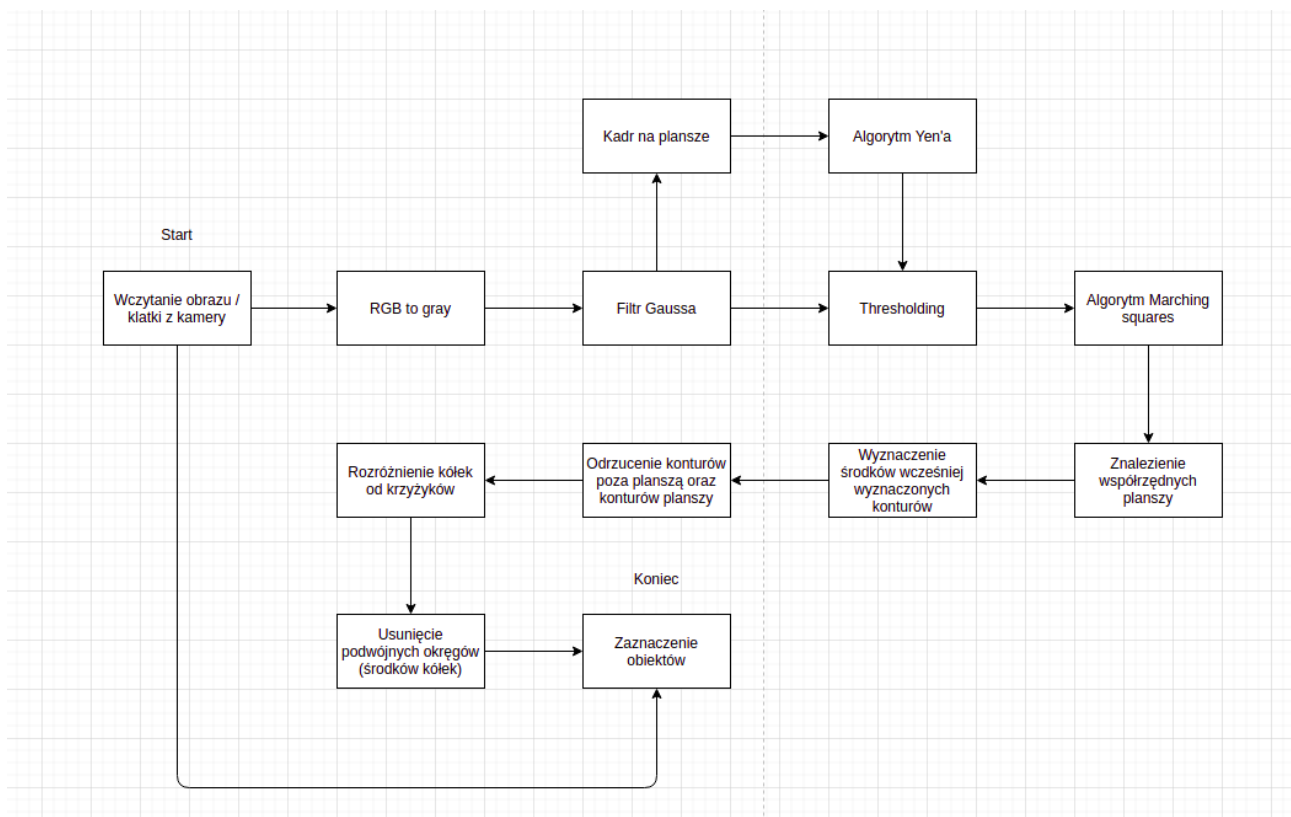 Kadr na plansze
Algorytm Yen'a
Start
Wczytanie obrazu /
klatki z kamery
RGB to gray
Filtr Gaussa
Thresholding
Algorytm Marching
squares
Rozróżnienie kółek
od krzyżyków
Odrzucenie konturów
poza planszą oraz
konturów planszy
Wyznaczenie
środków wcześniej
wyznaczonych
konturów
Znalezienie
współrzędnych
planszy
Koniec
Usunięcie
podwójnych okręgów
(środków kółek)
Zaznaczenie
obiektów